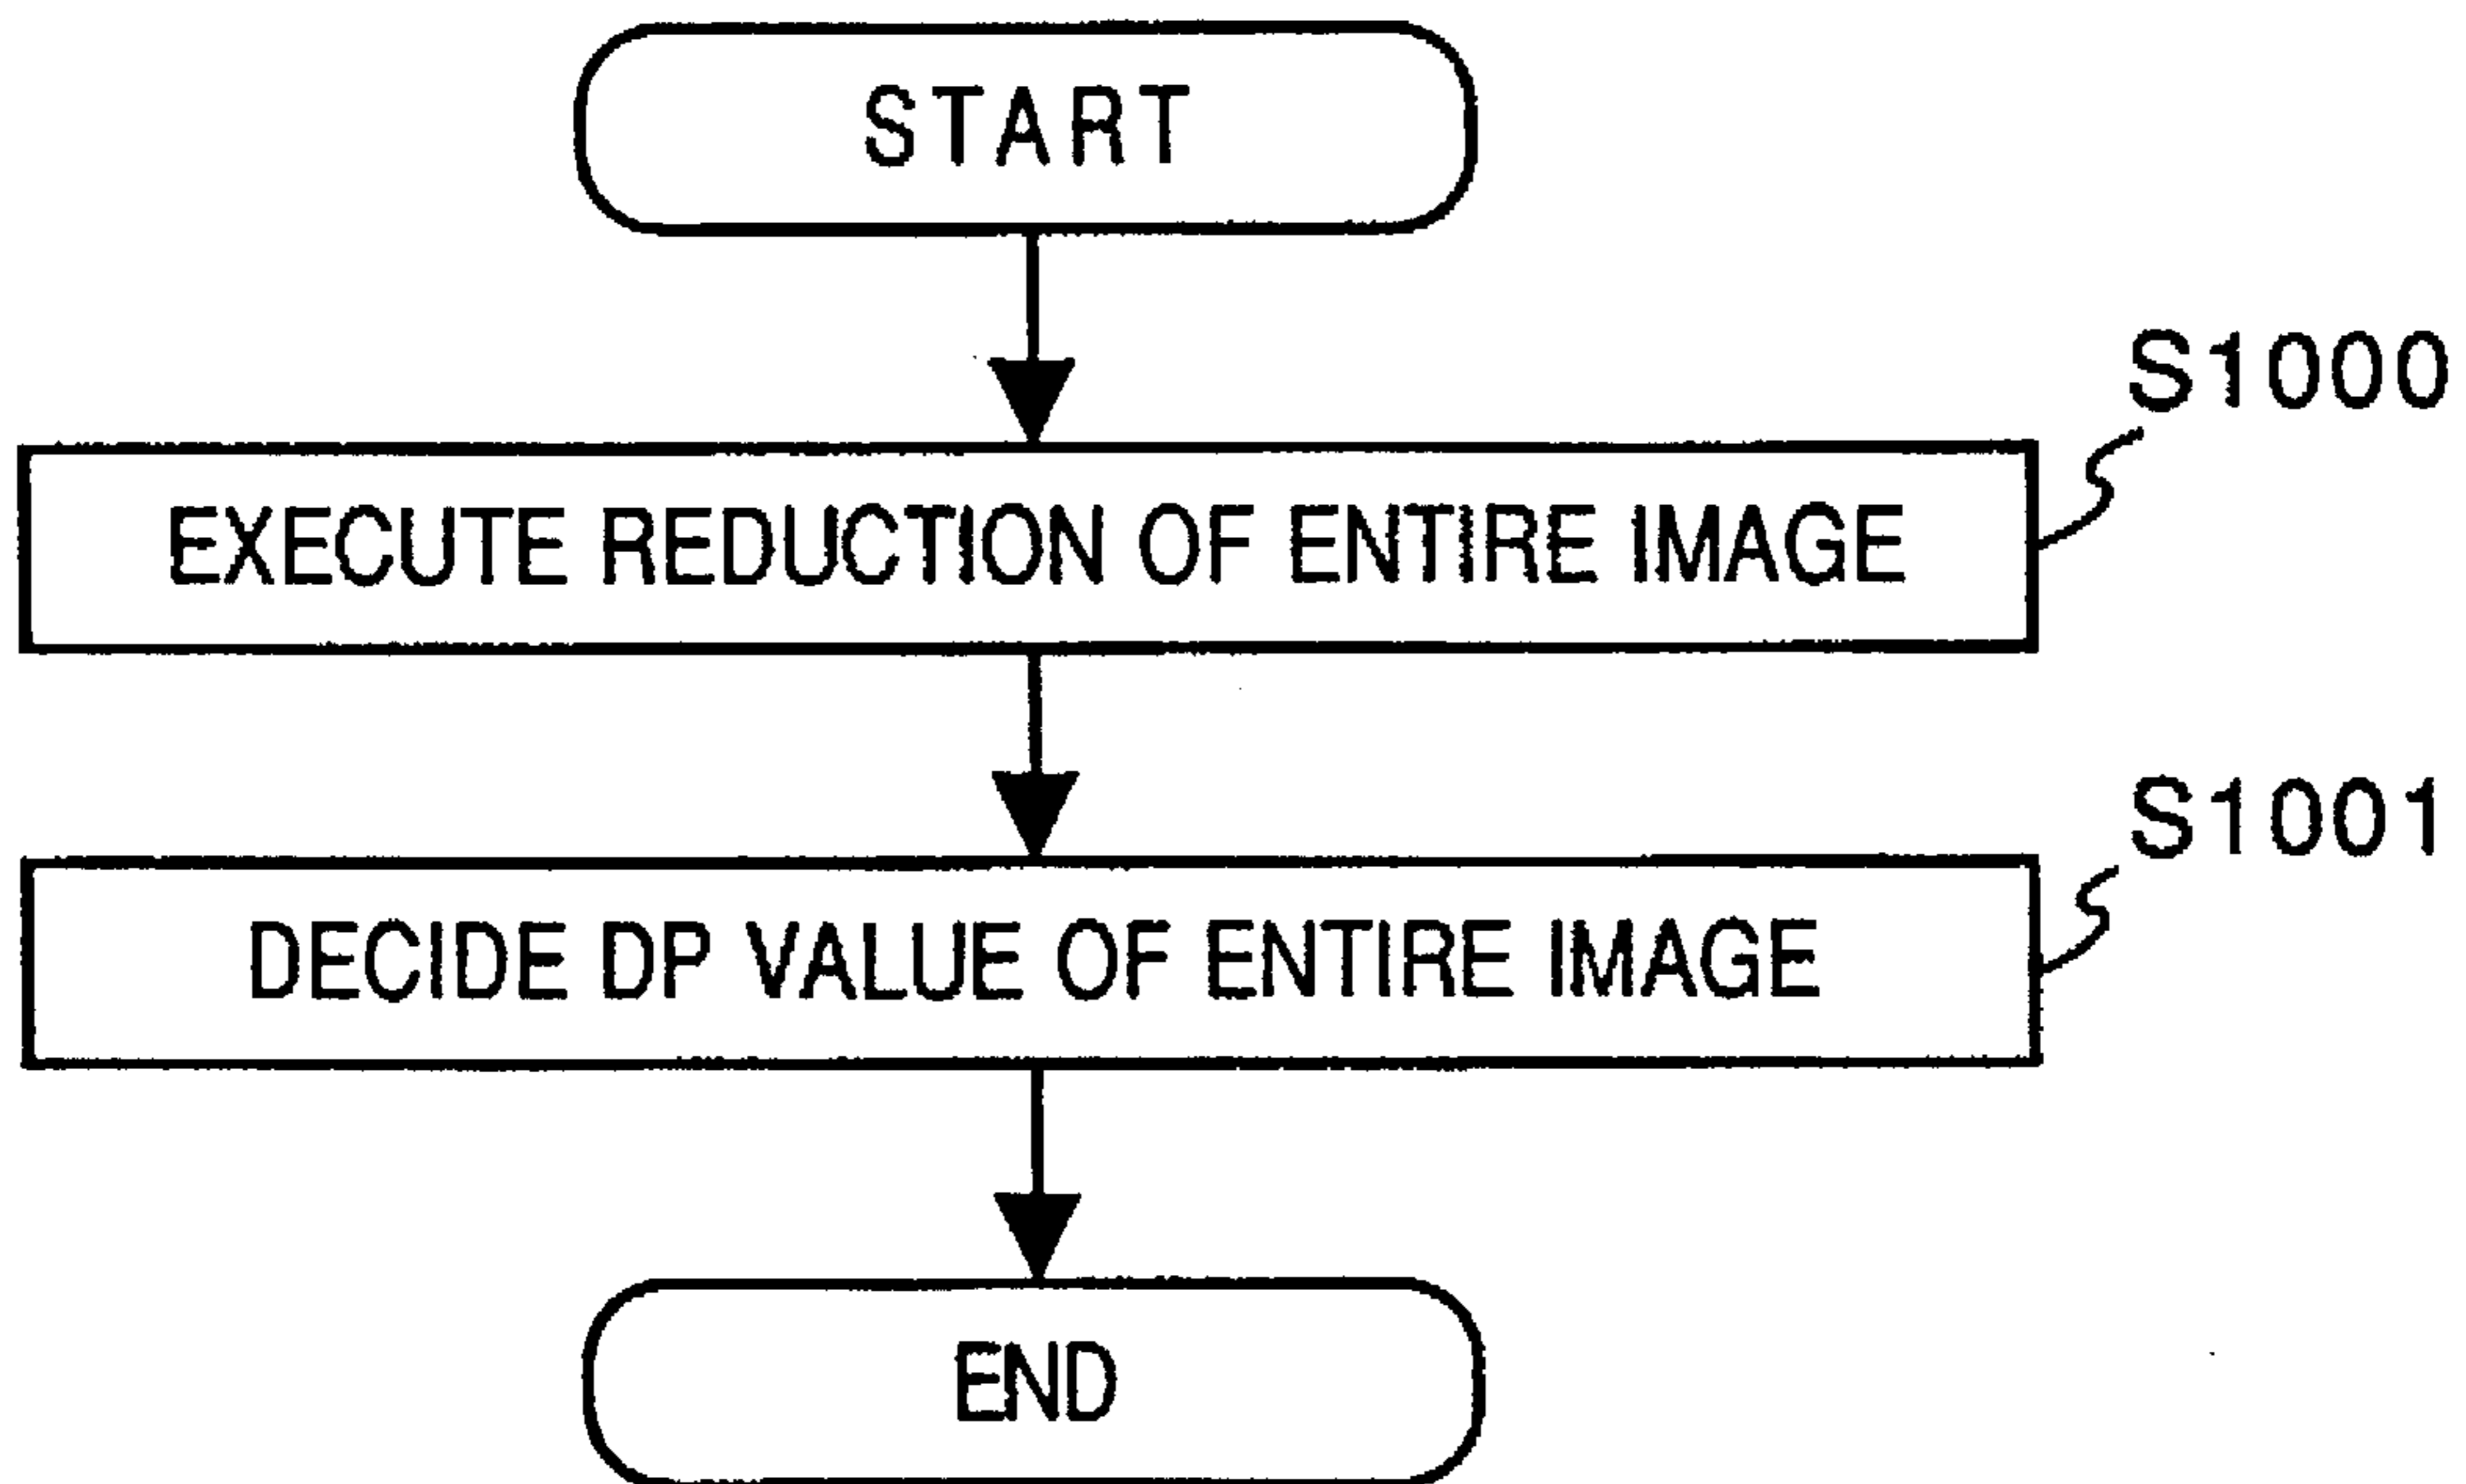 START
S1000
EXECUTE REDUCTION OF ENTIRE IMAGE
S1001
DECIDE DP VALUE OF ENTIRE IMAGE
END